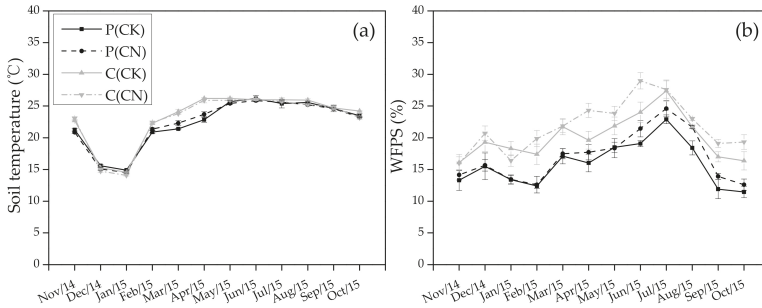 (a)
P(CK)
P(CN)
C(CK)
C(CN)
Soil temperature (℃)
40
35
30
25
20
15
10
5
0
Nov/14 Dec/14 Jan/15 Feb/15 Mar/15 Apr/15 May/15 Jun/15 Jul/15 Aug/15 Sep/15 Oct/15
(b)
WFPS (%)
40
35
30
25
20
15
10
5
0
Nov/14 Dec/14 Jan/15 Feb/15 Mar/15 Apr/15 May/15 Jun/15 Jul/15 Aug/15 Sep/15 Oct/15